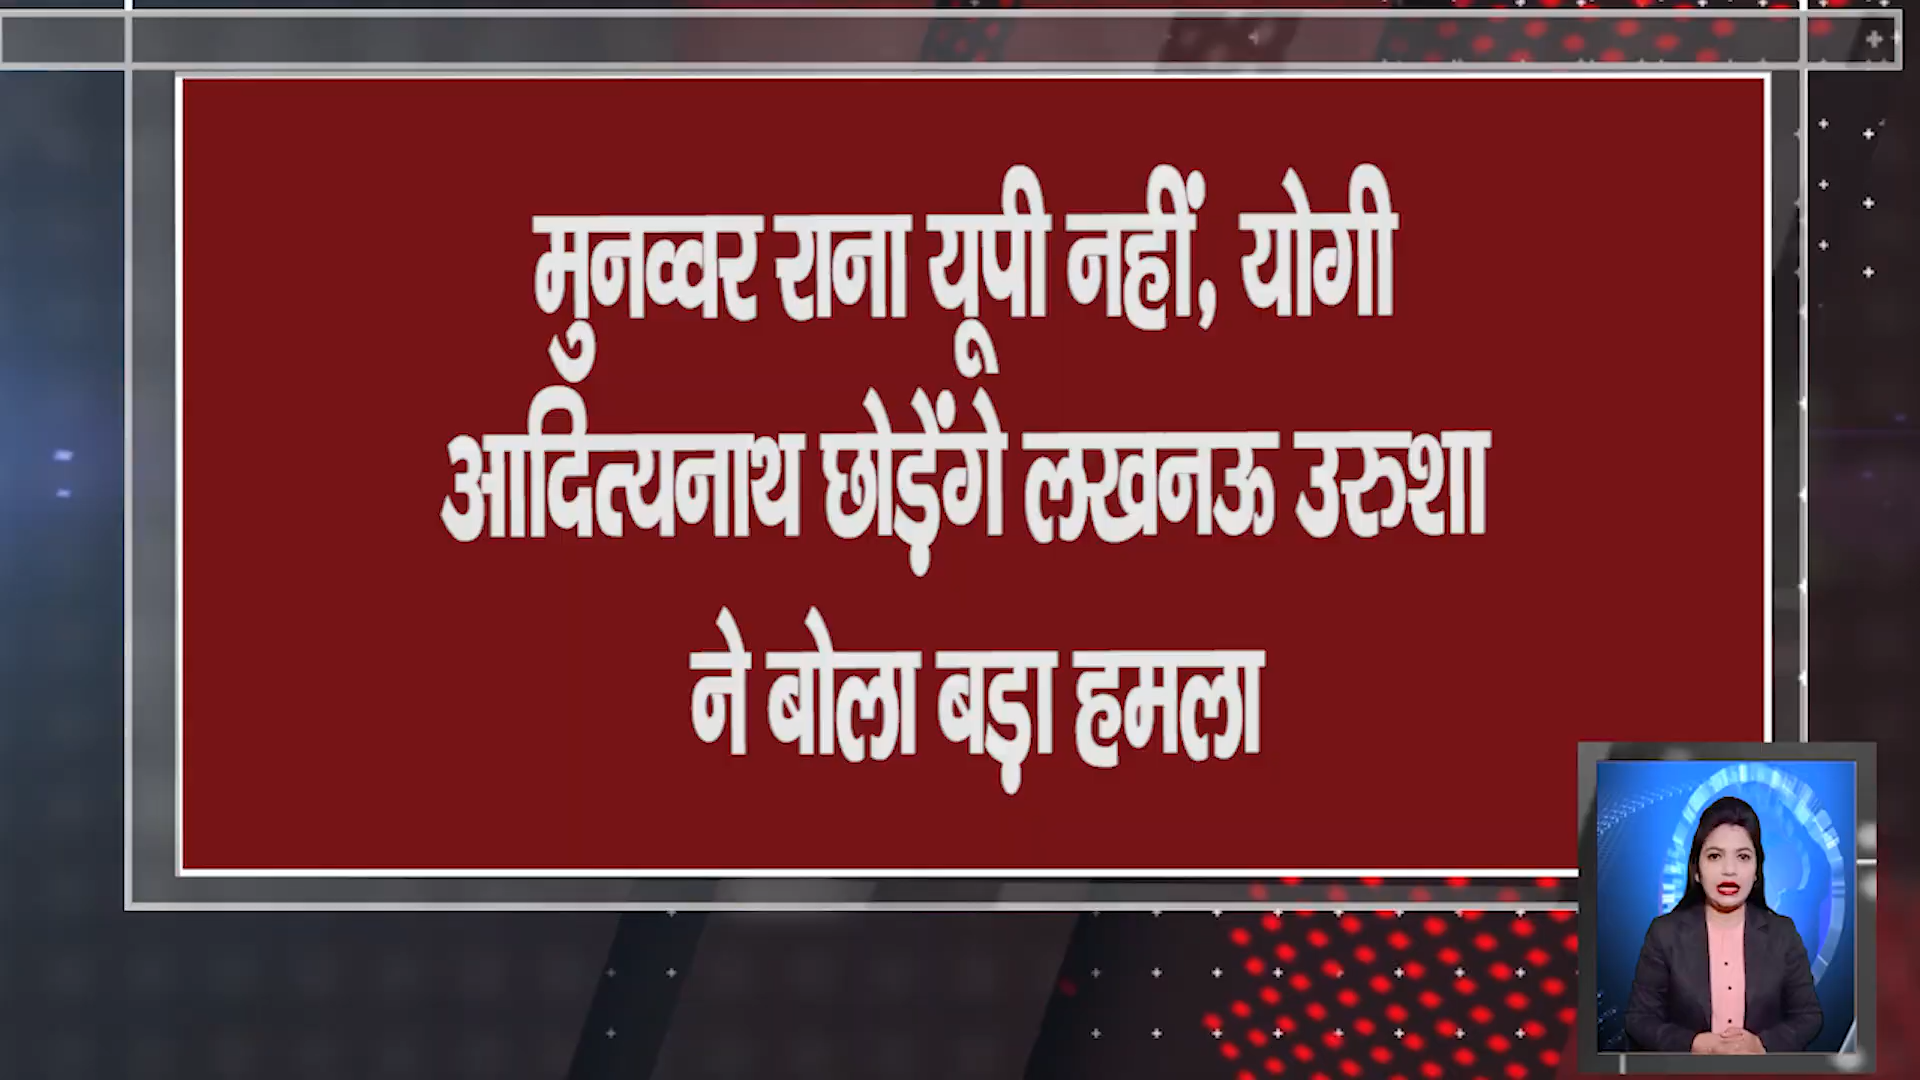 मुनव्वर राना यूपी नहीं, योगी
आदित्यनाथ छोड़ेंगे लखनऊ उरुशा
ने बोला बड़ा हमला